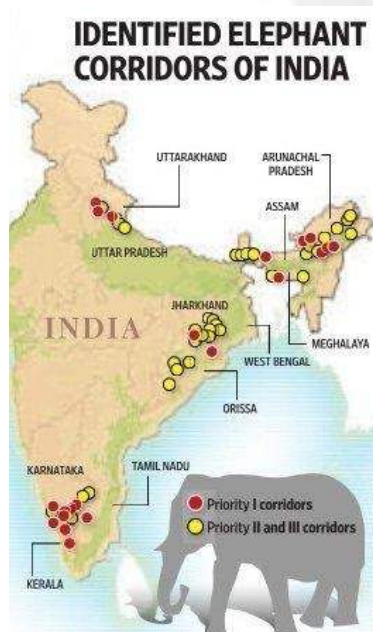 IDENTIFIED ELEPHANT
CORRIDORS OF INDIA
UTTARAKHAND
ARUNACHAL
PRADESH
ASSAM
UTTAR PRADESH
JHARKHAND
INDIA
MEGHALAYA
WEST BENGAL
ORISSA
KARNATAKA
TAMIL NADU
Priority I corridors
Priority II and III corridors
KERALA